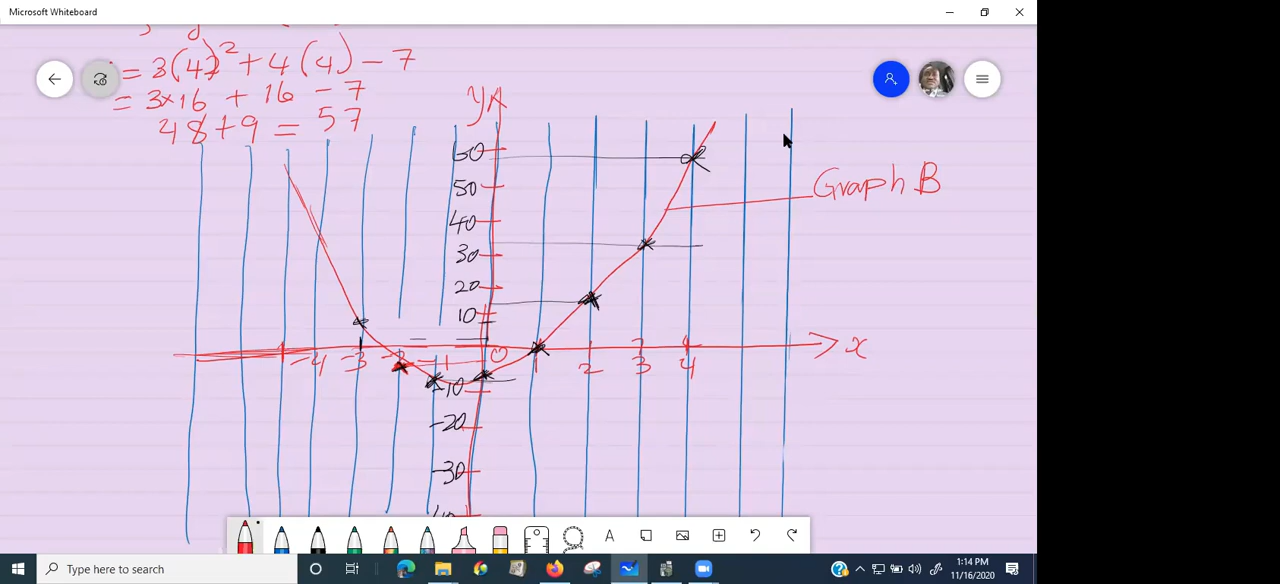 Microsoft Whiteboard
= 3(4)² + 4(4) - 7
= 3×16 + 16 - 7
48 + 9 = 57
y
60
50
Graph B
40
30
20
10
-4 -3 -2 -1 0 1 2 3 4 x
-10
-20
-30
A
Type here to search
1:14 PM
11/16/2020